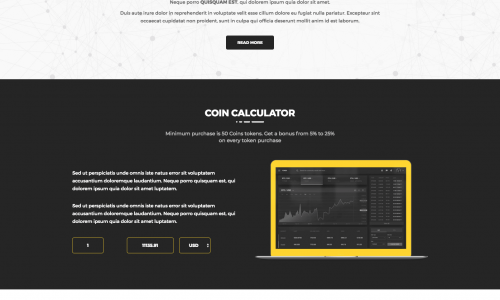 Neque porro QUISQUAM EST, qui dolorem ipsum quia dolor sit amet.
Duis aute irure dolor in reprehenderit in voluptate velit esse cillum dolore eu fugiat nulla pariatur. Excepteur sint
occaecat cupidatat non proident, sunt in culpa qui officia deserunt mollit anim id est laborum.
READ MORE
COIN CALCULATOR
Minimum purchase is 50 Coins tokens. Get a bonus from 5% to 25%
on every token purchase
Sed ut perspiciatis unde omnis iste natus error sit voluptatem
accusantium doloremque laudantium. Neque porro quisquam est, qui
dolorem ipsum quia dolor sit amet luptatem.
Sed ut perspiciatis unde omnis iste natus error sit voluptatem
accusantium doloremque laudantium. Neque porro quisquam est, qui
dolorem ipsum quia dolor sit amet luptatem.
1
USD